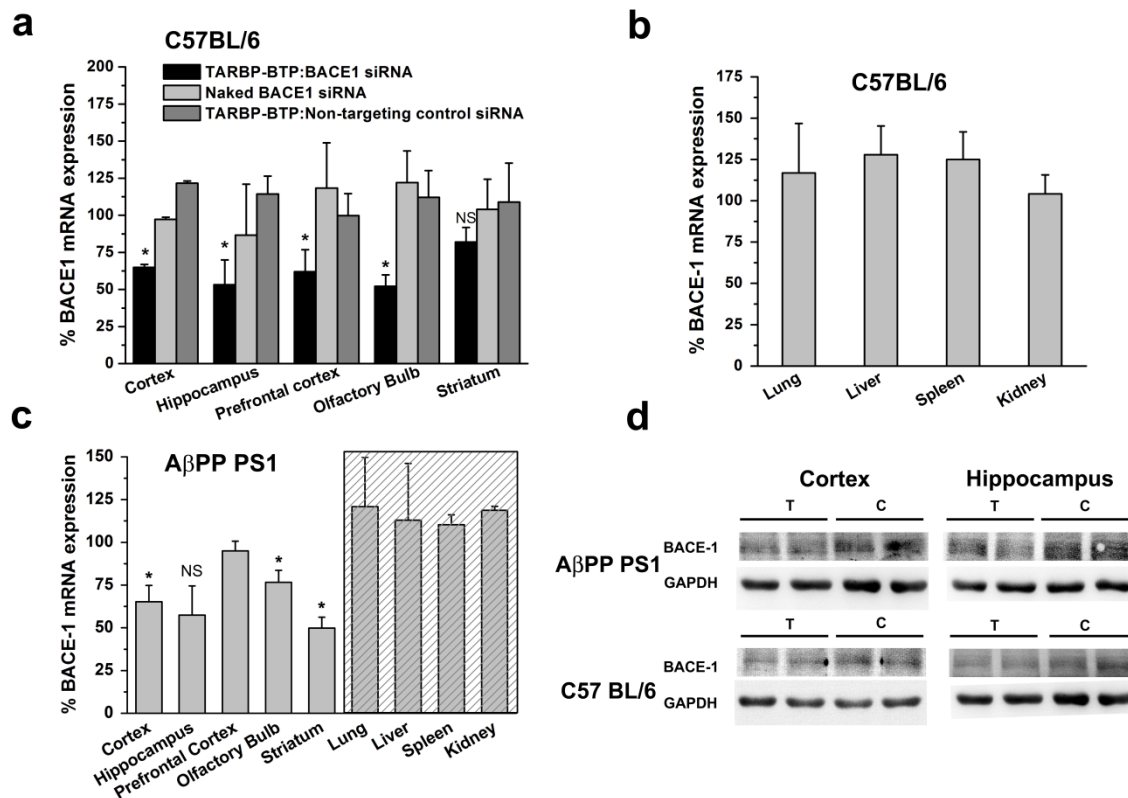 a
C57BL/6
TARBP-BTP:BACE1 siRNA
Naked BACE1 siRNA
TARBP-BTP:Non-targeting control siRNA
% BACE1 mRNA expression
200
175
150
125
100
75
50
25
0
*
*
*
*
NS
Cortex
Hippocampus
Prefrontal cortex
Olfactory Bulb
Striatum
b
C57BL/6
% BACE-1 mRNA expression
175
150
125
100
75
50
25
0
Lung
Liver
Spleen
Kidney
c
AβPP PS1
% BACE-1 mRNA expression
150
125
100
75
50
25
0
*
NS
*
*
Cortex
Hippocampus
Prefrontal Cortex
Olfactory Bulb
Striatum
Lung
Liver
Spleen
Kidney
d
Cortex Hippocampus
T C T C
BACE-1
AβPP PS1
GAPDH
T C T C
BACE-1
C57 BL/6
GAPDH